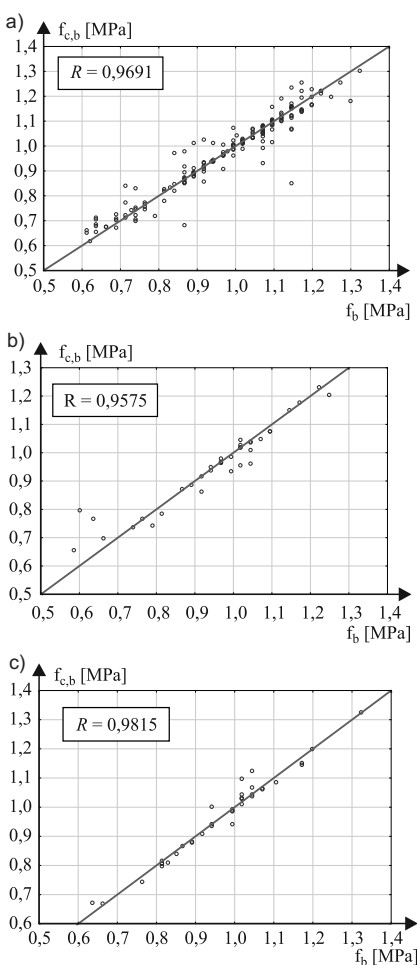 a)
f_c,b [MPa]
1,4
R = 0,9691
1,3
1,2
1,1
1,0
0,9
0,8
0,7
0,6
0,5
0,5 0,6 0,7 0,8 0,9 1,0 1,1 1,2 1,3 1,4
f_b [MPa]
b)
f_c,b [MPa]
1,3
R = 0,9575
1,2
1,1
1,0
0,9
0,8
0,7
0,6
0,5
0,5 0,6 0,7 0,8 0,9 1,0 1,1 1,2 1,3 1,4
f_b [MPa]
c)
f_c,b [MPa]
1,4
R = 0,9815
1,3
1,2
1,1
1,0
0,9
0,8
0,7
0,6
0,5 0,6 0,7 0,8 0,9 1,0 1,1 1,2 1,3 1,4
f_b [MPa]